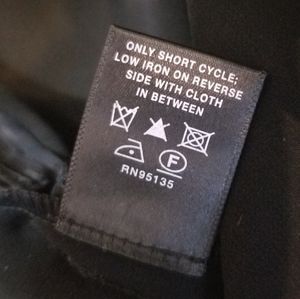 ONLY SHORT CYCLE;
LOW IRON ON REVERSE
SIDE WITH CLOTH
IN BETWEEN
F
RN95135